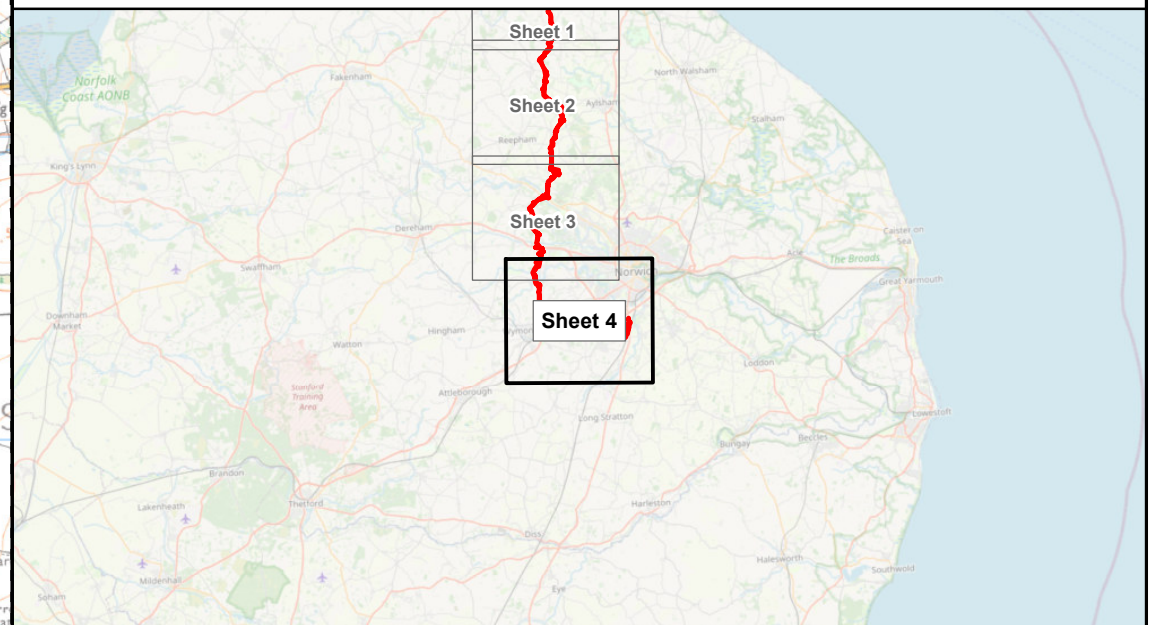 Sheet 1
Norfolk
Coast AONB
Fakenham
North Walsham
Sheet 2
Aylsham
Stalham
Reepham
King's Lynn
Sheet 3
Dereham
Caister on
Sea
Acle
The Broads
Swaffham
Norwich
Great Yarmouth
Downham
Market
Sheet 4
Hingham
Watton
Loddon
Stanford
Training
Area
Attleborough
Long Stratton
Lowestoft
Bungay
Beccles
Brandon
Lakenheath
Thetford
Harleston
Diss
Halesworth
Southwold
Mildenhall
Eye
Soham